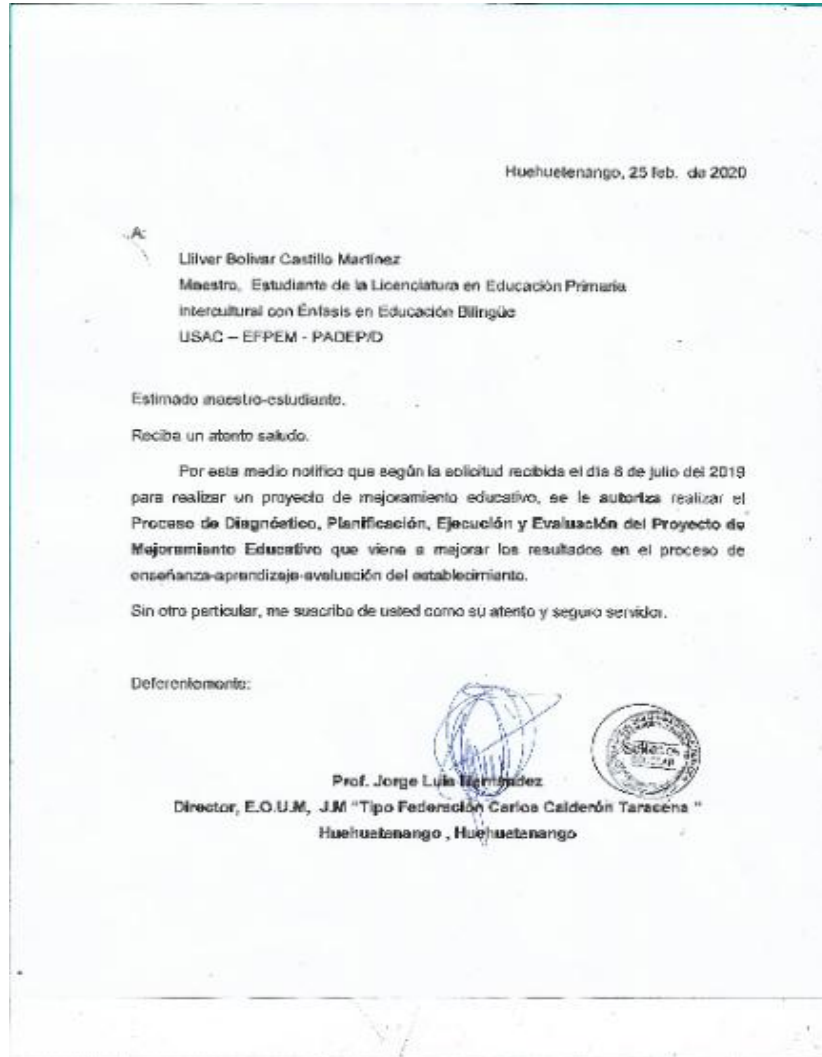 Huehuetenango, 25 feb. de 2020
A:
Llilver Bolivar Castillo Martínez
Maestro, Estudiante de la Licenciatura en Educación Primaria
Intercultural con Énfasis en Educación Bilingüe
USAC – EFPEM - PADEP/D
Estimado maestro-estudiante.
Reciba un atento saludo.
Por este medio notifico que según la solicitud recibida el día 8 de julio del 2019
para realizar un proyecto de mejoramiento educativo, se le autoriza realizar el
Proceso de Diagnóstico, Planificación, Ejecución y Evaluación del Proyecto de
Mejoramiento Educativo que viene a mejorar los resultados en el proceso de
enseñanza-aprendizaje-evaluación del establecimiento.
Sin otro particular, me suscribo de usted como su atento y seguro servidor.
Deferentemente:
Prof. Jorge Luis Hernández
Director, E.O.U.M, J.M "Tipo Federación Carlos Calderón Taracena "
Huehuetenango , Huehuetenango